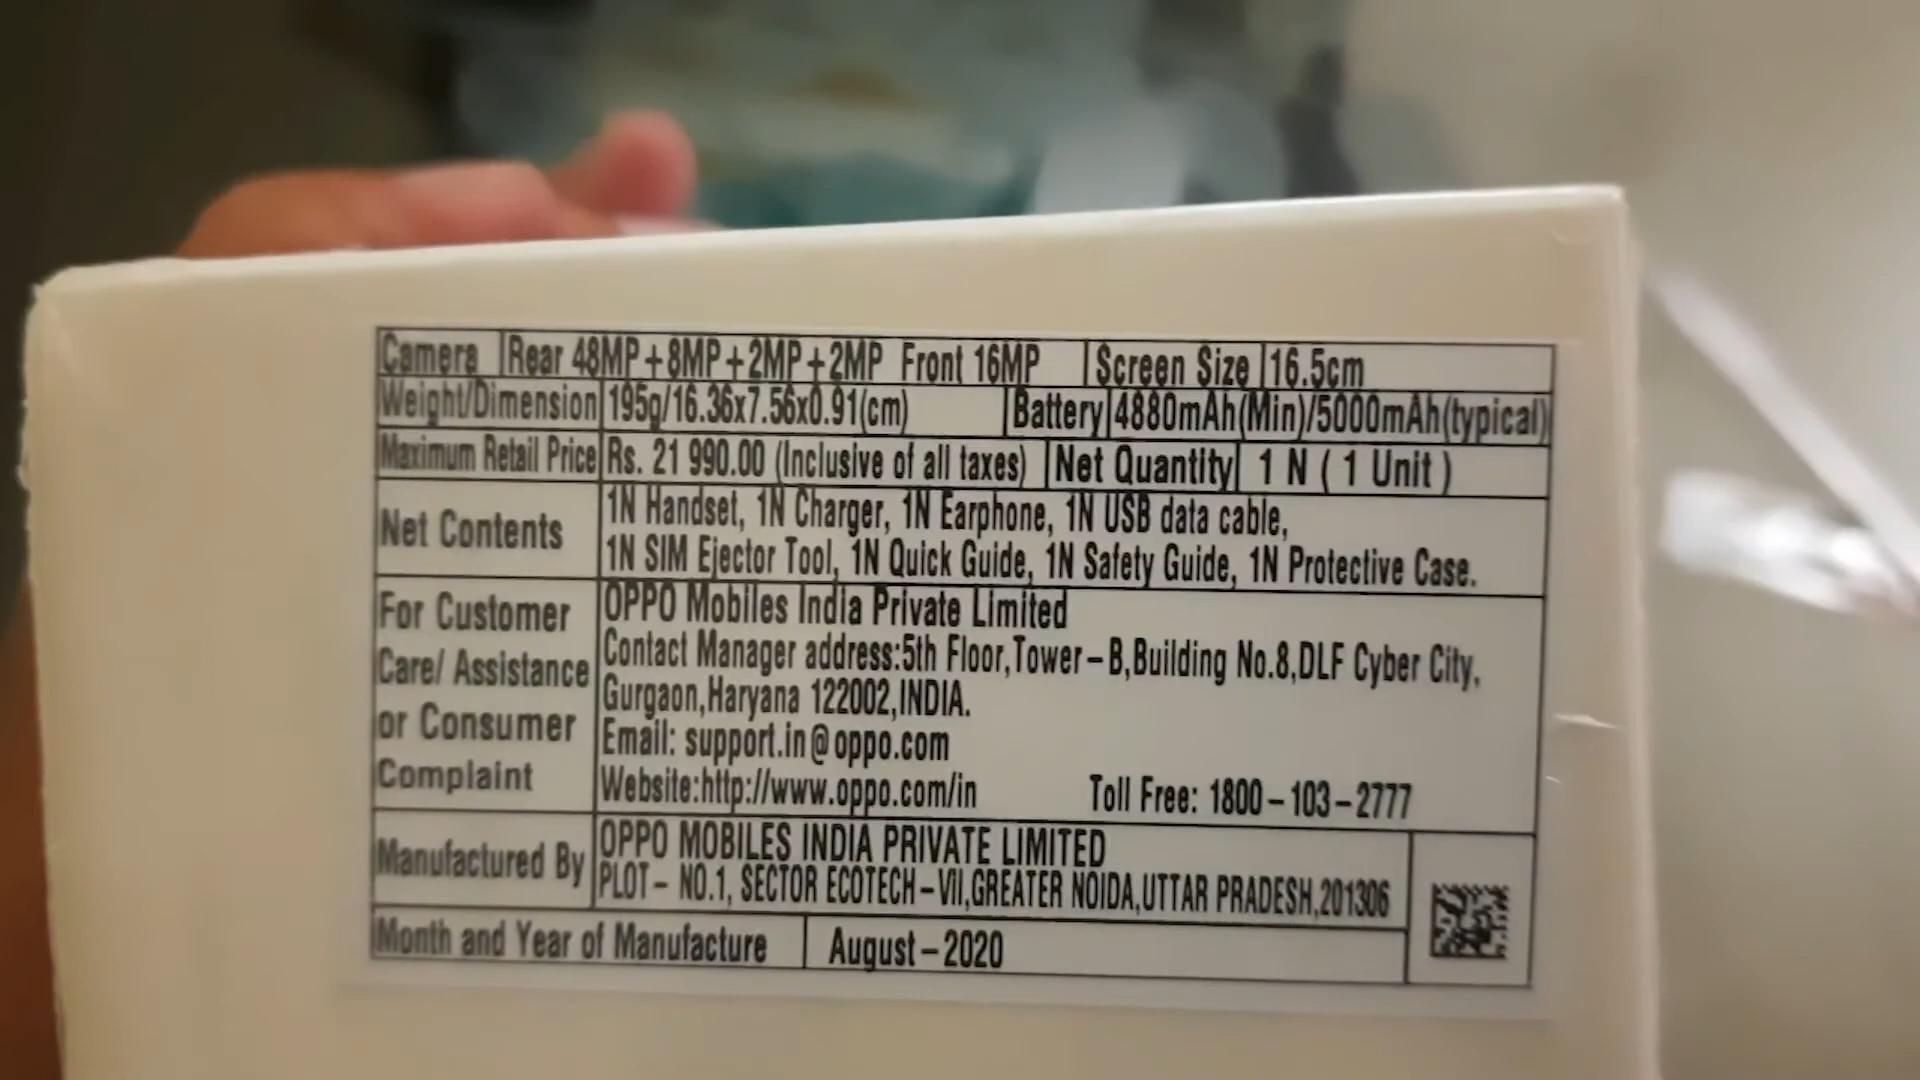 Camera Rear 48MP+8MP+2MP+2MP Front 16MP Screen Size 16.5cm
Weight/Dimension 195g/16.36x7.56x0.91(cm) Battery 4880mAh(Min)/5000mAh(typical)
Maximum Retail Price Rs. 21 990.00 (Inclusive of all taxes) Net Quantity 1 N ( 1 Unit )
Net Contents
1N Handset, 1N Charger, 1N Earphone, 1N USB data cable,
1N SIM Ejector Tool, 1N Quick Guide, 1N Safety Guide, 1N Protective Case.
For Customer
Care/ Assistance
or Consumer
Complaint
OPPO Mobiles India Private Limited
Contact Manager address:5th Floor,Tower-B,Building No.8,DLF Cyber City,
Gurgaon,Haryana 122002,INDIA.
Email: support.in@oppo.com
Website:http://www.oppo.com/in Toll Free: 1800-103-2777
Manufactured By
OPPO MOBILES INDIA PRIVATE LIMITED
PLOT- NO.1, SECTOR ECOTECH-VII,GREATER NOIDA,UTTAR PRADESH,201306
Month and Year of Manufacture August-2020